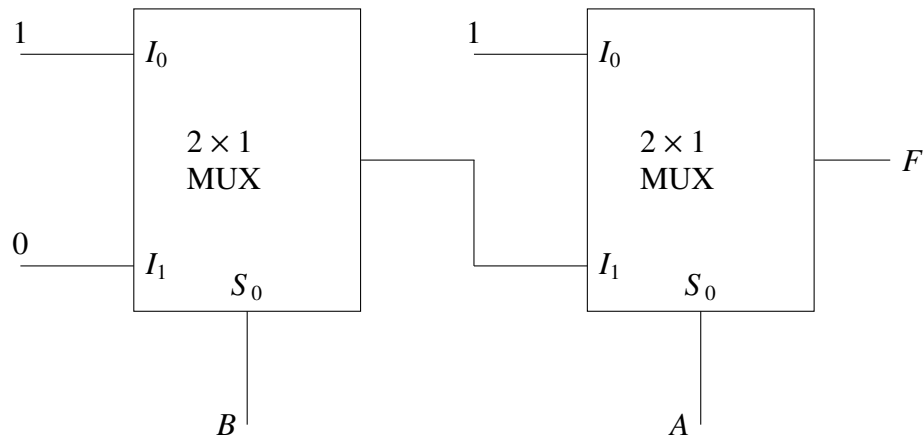 1
I₀
2 × 1
MUX
0
I₁
S₀
B
1
I₀
2 × 1
MUX
I₁
S₀
A
F